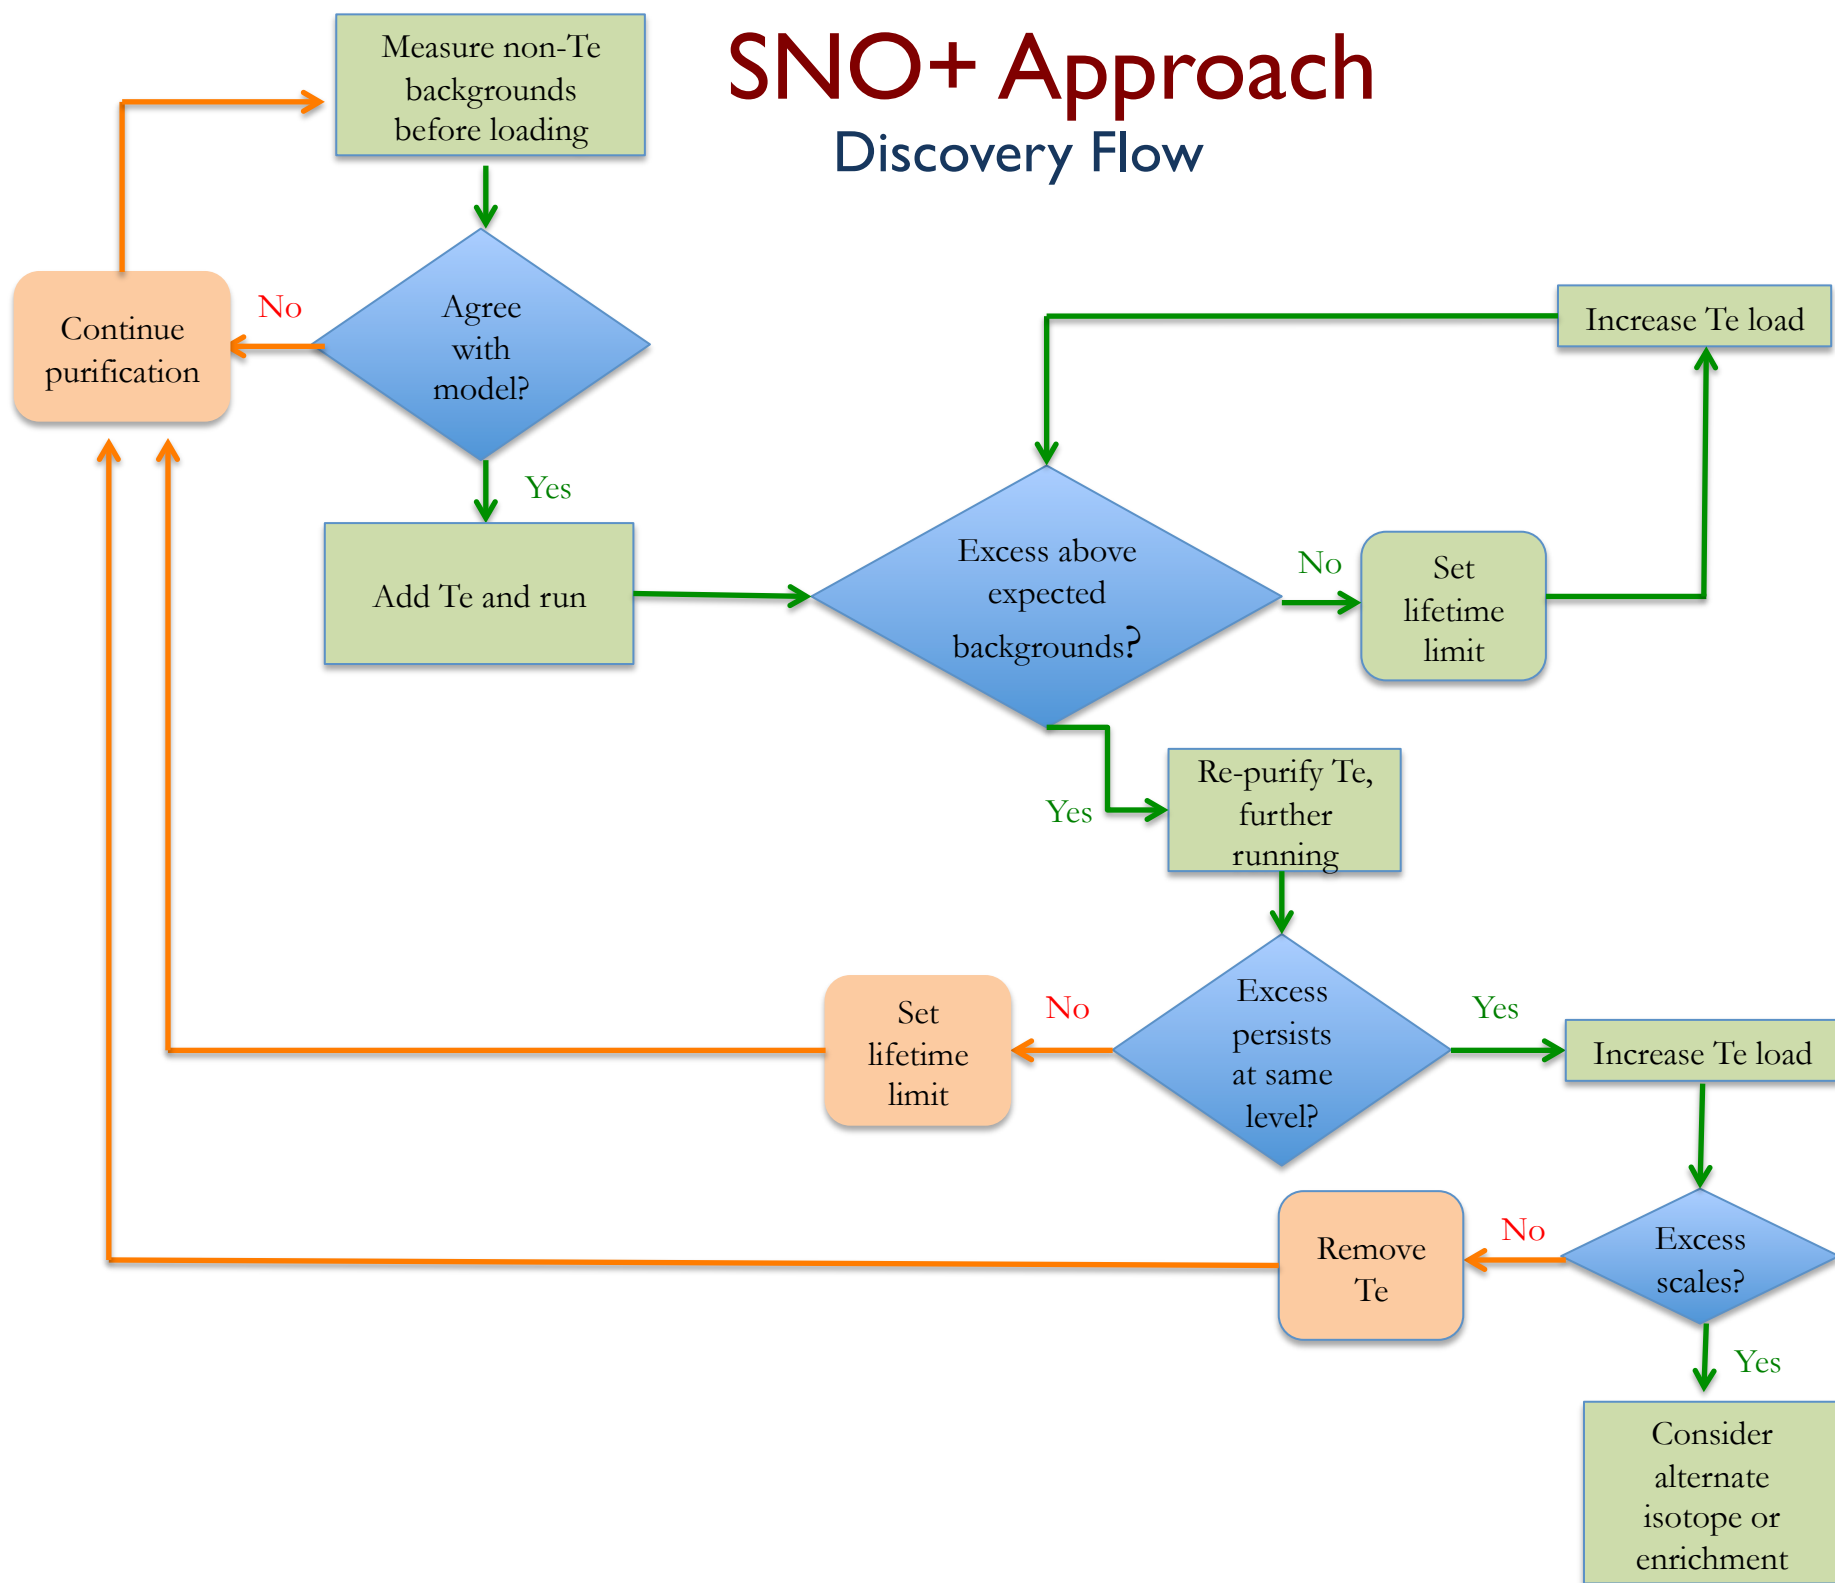 SNO+ Approach
Discovery Flow
Measure non-Te
backgrounds
before loading
Agree
with
model?
No
Continue
purification
Yes
Add Te and run
Increase Te load
Excess above
expected
backgrounds?
No
Set
lifetime
limit
Yes
Re-purify Te,
further
running
Excess
persists
at same
level?
No
Set
lifetime
limit
Yes
Increase Te load
Excess
scales?
No
Remove
Te
Yes
Consider
alternate
isotope or
enrichment